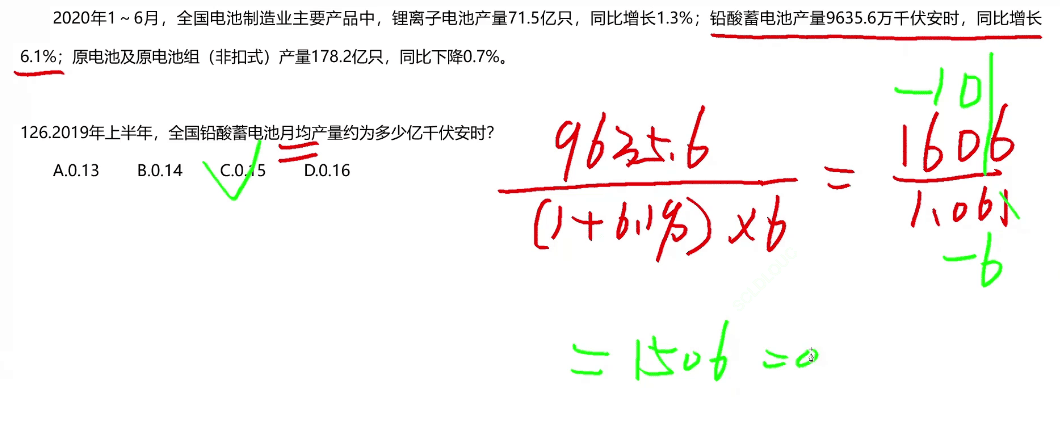 2020年1～6月，全国电池制造业主要产品中，锂离子电池产量71.5亿只，同比增长1.3%；铅酸蓄电池产量9635.6万千伏安时，同比增长
6.1%；原电池及原电池组（非扣式）产量178.2亿只，同比下降0.7%。
126.2019年上半年，全国铅酸蓄电池月均产量约为多少亿千伏安时？
A.0.13 B.0.14 C.0.15 D.0.16
-10
9635.6 = 1606
(1+6.1%)×6 1.061
-6
=1506 =0